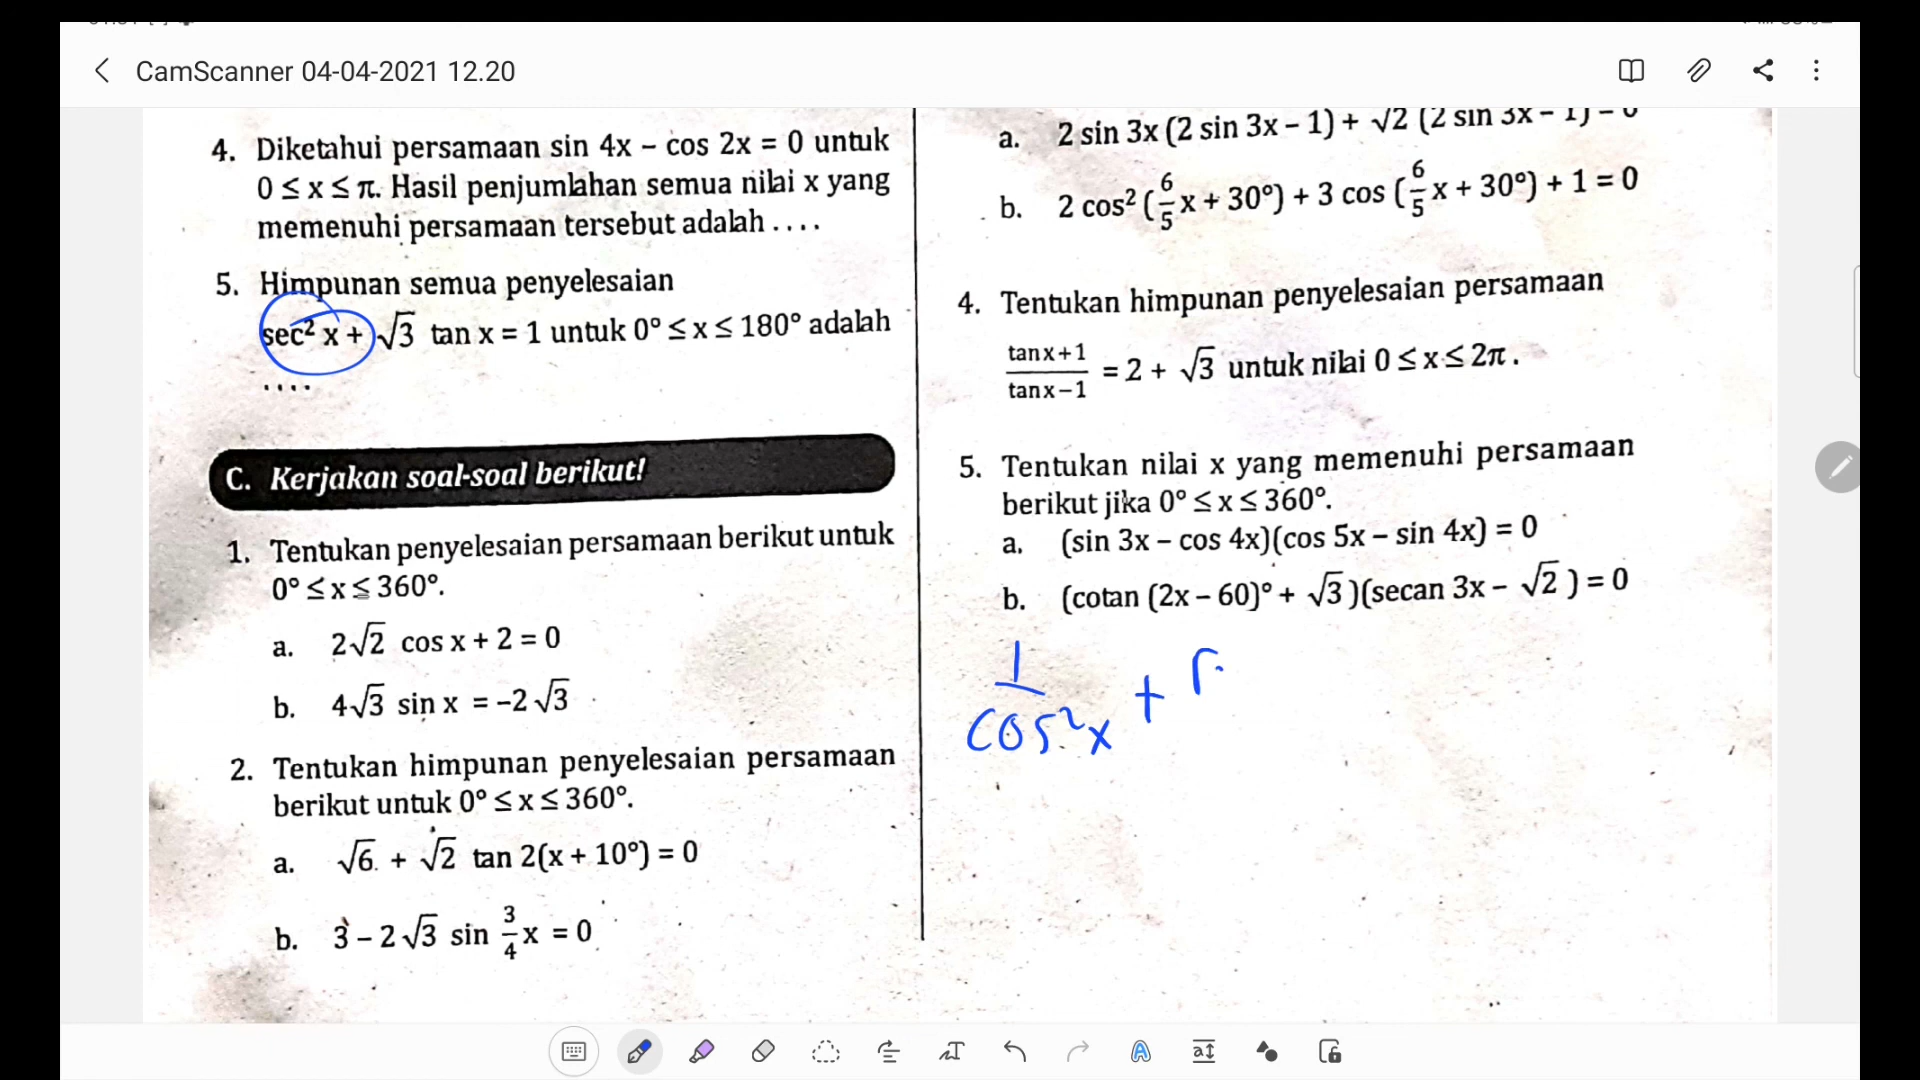 CamScanner 04-04-2021 12.20
4. Diketahui persamaan sin 4x – cos 2x = 0 untuk
0 ≤ x ≤ π. Hasil penjumlahan semua nilai x yang
memenuhi persamaan tersebut adalah . . . .
5. Himpunan semua penyelesaian
sec² x + √3 tan x = 1 untuk 0° ≤ x ≤ 180° adalah
. . . .
C. Kerjakan soal-soal berikut!
1. Tentukan penyelesaian persamaan berikut untuk
0° ≤ x ≤ 360°.
a. 2√2 cos x + 2 = 0
b. 4√3 sin x = –2√3
2. Tentukan himpunan penyelesaian persamaan
berikut untuk 0° ≤ x ≤ 360°.
a. √6 + √2 tan 2(x + 10°) = 0
b. 3 – 2√3 sin 3/4 x = 0
a. 2 sin 3x (2 sin 3x – 1) + √2 (2 sin 3x – 1) = 0
b. 2 cos² (6/5 x + 30°) + 3 cos (6/5 x + 30°) + 1 = 0
4. Tentukan himpunan penyelesaian persamaan
tan x + 1 / tan x – 1 = 2 + √3 untuk nilai 0 ≤ x ≤ 2π.
5. Tentukan nilai x yang memenuhi persamaan
berikut jika 0° ≤ x ≤ 360°.
a. (sin 3x – cos 4x)(cos 5x – sin 4x) = 0
b. (cotan (2x – 60)° + √3)(secan 3x – √2) = 0
1 / cos²x +